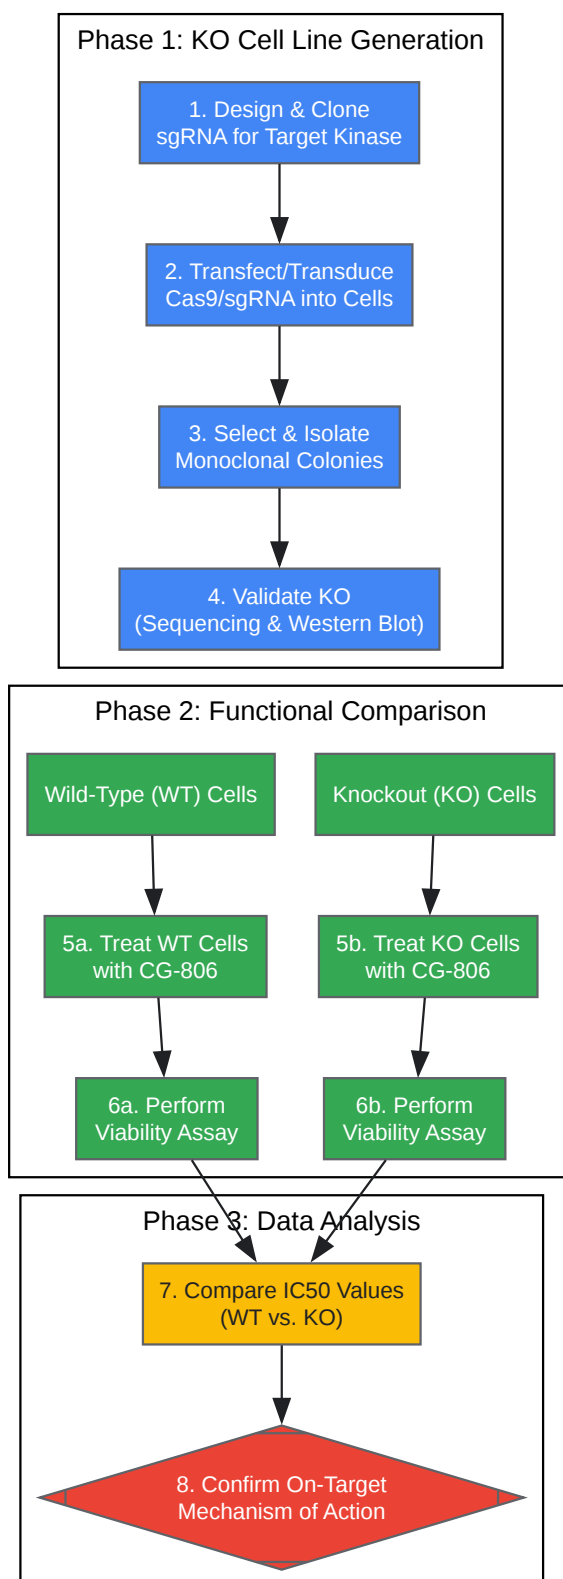 Phase 1: KO Cell Line Generation
1. Design & Clone
sgRNA for Target Kinase
2. Transfect/Transduce
Cas9/sgRNA into Cells
3. Select & Isolate
Monoclonal Colonies
4. Validate KO
(Sequencing & Western Blot)
Phase 2: Functional Comparison
Wild-Type (WT) Cells
Knockout (KO) Cells
5a. Treat WT Cells
with CG-806
5b. Treat KO Cells
with CG-806
6a. Perform
Viability Assay
6b. Perform
Viability Assay
Phase 3: Data Analysis
7. Compare IC50 Values
(WT vs. KO)
8. Confirm On-Target
Mechanism of Action